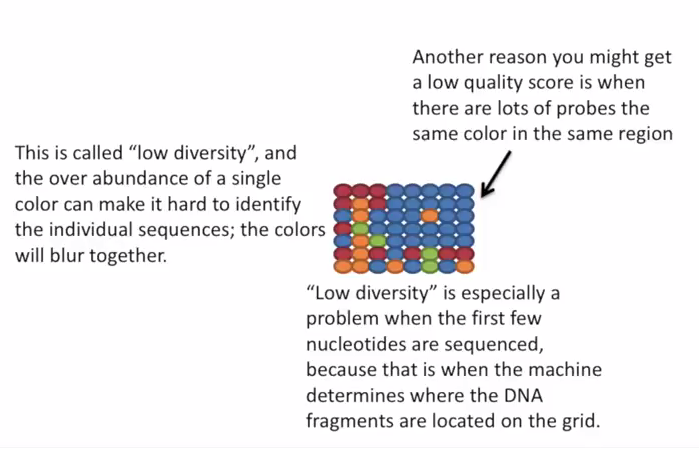 Another reason you might get
a low quality score is when
there are lots of probes the
same color in the same region
This is called “low diversity”, and
the over abundance of a single
color can make it hard to identify
the individual sequences; the colors
will blur together.
“Low diversity” is especially a
problem when the first few
nucleotides are sequenced,
because that is when the machine
determines where the DNA
fragments are located on the grid.